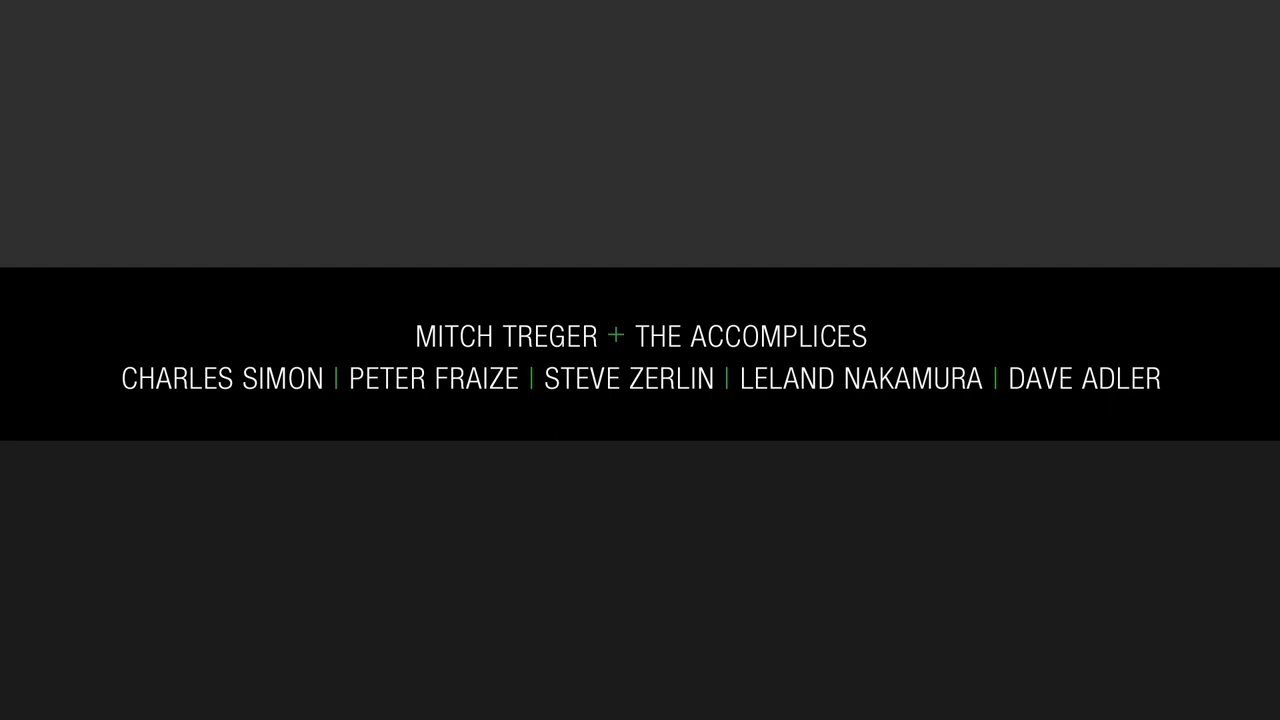 MITCH TREGER + THE ACCOMPLICES
CHARLES SIMON | PETER FRAIZE | STEVE ZERLIN | LELAND NAKAMURA | DAVE ADLER